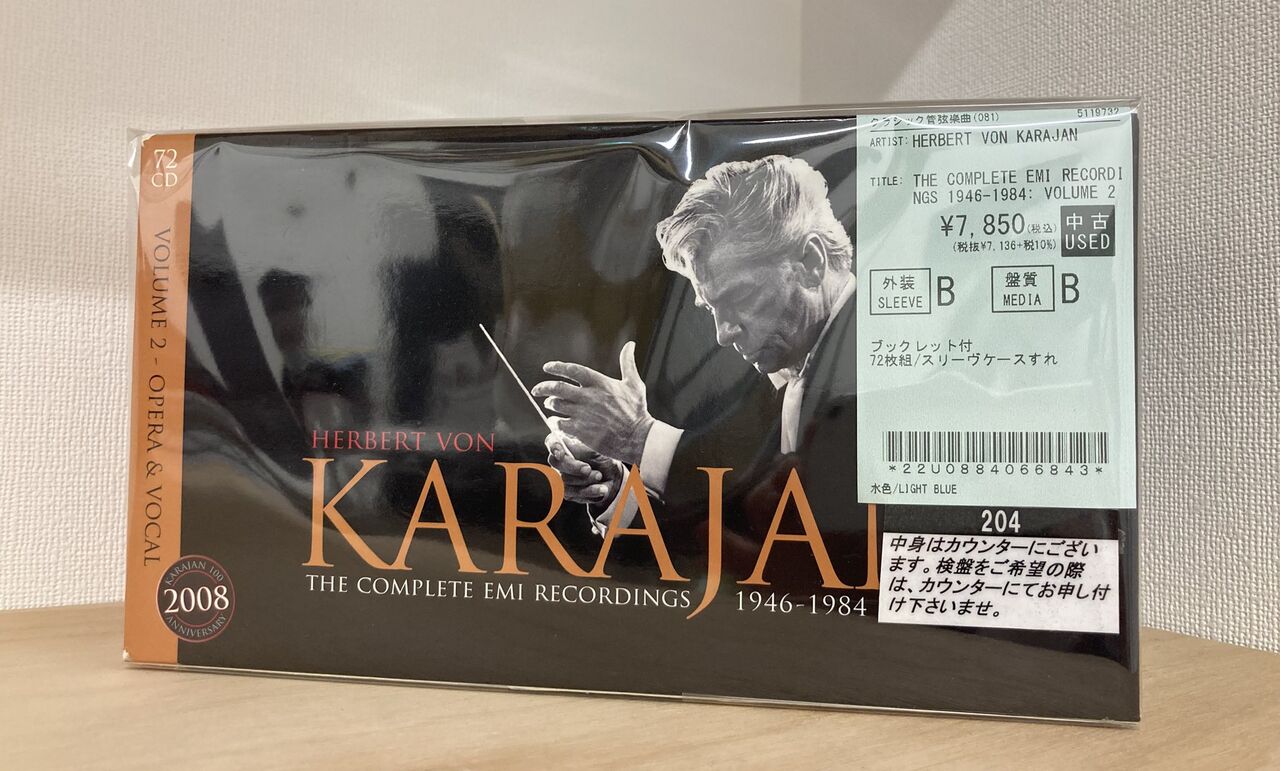 72
CD
VOLUME 2 - OPERA & VOCAL
KARAJAN 100
2008
ANNIVERSARY
HERBERT VON
KARAJA
THE COMPLETE EMI RECORDINGS 1946-1984
クラシック管弦楽曲(081) 5119732
ARTIST: HERBERT VON KARAJAN
TITLE: THE COMPLETE EMI RECORDI
NGS 1946-1984: VOLUME 2
¥7,850(税込)
(税抜¥7,136+税10%)
中古
USED
外装
SLEEVE
B
盤質
MEDIA
B
ブックレット付
72枚組/スリーヴケースすれ
*22U0884066843*
水色/LIGHT BLUE
204
中身はカウンターにござい
ます。検盤をご希望の際
は、カウンターにてお申し付
け下さいませ。